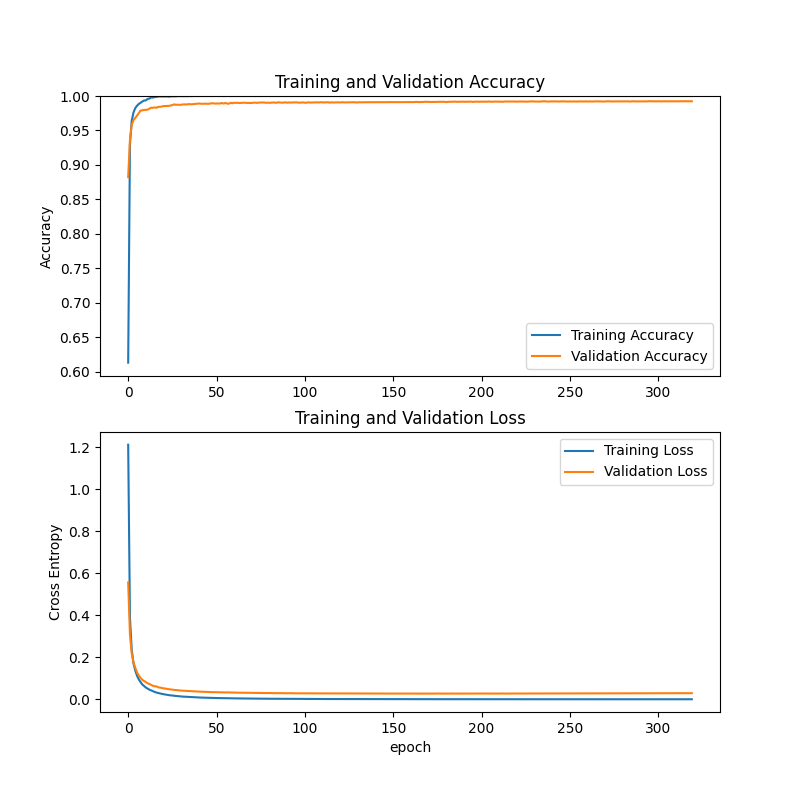 Training and Validation Accuracy
1.00
0.95
0.90
0.85
0.80
0.75
0.70
0.65
0.60
Accuracy
Training Accuracy
Validation Accuracy
0 50 100 150 200 250 300
Training and Validation Loss
1.2
1.0
0.8
0.6
0.4
0.2
0.0
Cross Entropy
Training Loss
Validation Loss
0 50 100 150 200 250 300
epoch